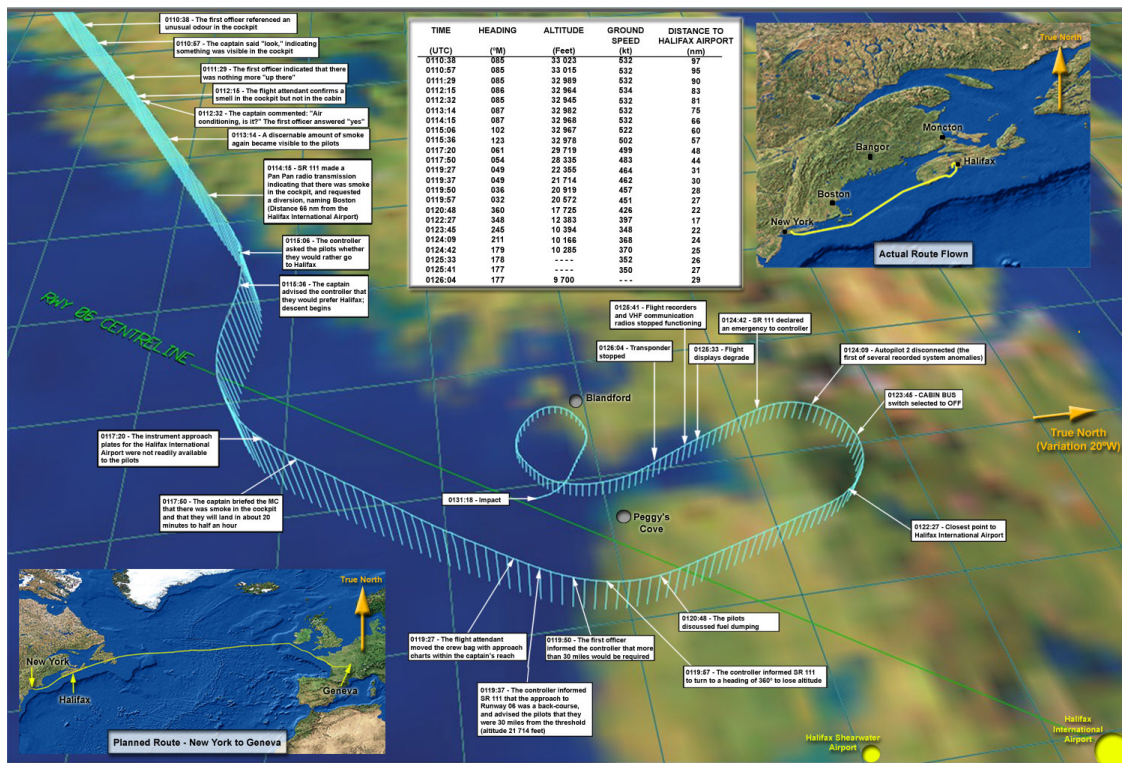 0110:38 - The first officer referenced an
unusual odour in the cockpit
0110:57 - The captain said "look," indicating
something was visible in the cockpit
0111:29 - The first officer indicated that there
was nothing more "up there"
0112:15 - The flight attendant confirms a
smell in the cockpit but not in the cabin
0112:32 - The captain commented: "Air
conditioning, is it?" The first officer answered "yes"
0113:14 - A discernable amount of smoke
again became visible to the pilots
0114:15 - SR 111 made a
Pan Pan radio transmission
indicating that there was smoke
in the cockpit, and requested
a diversion, naming Boston
(Distance 66 nm from the
Halifax International Airport)
0115:06 - The controller
asked the pilots whether
they would rather go
to Halifax
0115:36 - The captain
advised the controller that
they would prefer Halifax;
descent begins
TIME HEADING ALTITUDE GROUND SPEED DISTANCE TO HALIFAX AIRPORT
(UTC) (°M) (Feet) (kt) (nm)
0110:38 085 33 023 532 97
0110:57 085 33 015 532 95
0111:29 085 32 989 532 90
0112:15 086 32 964 534 83
0112:32 085 32 945 532 81
0113:14 087 32 982 532 75
0114:15 087 32 968 532 66
0115:06 102 32 967 522 60
0115:36 123 32 978 502 57
0117:20 061 29 719 499 48
0117:50 054 28 335 483 44
0119:27 049 22 355 464 31
0119:37 049 21 714 462 30
0119:50 036 20 919 457 28
0119:57 032 20 572 451 27
0120:48 360 17 725 426 22
0122:27 348 12 383 397 17
0123:45 245 10 394 348 22
0124:09 211 10 166 368 24
0124:42 179 10 285 370 25
0125:33 178 ---- 352 26
0125:41 177 ---- 350 27
0126:04 177 9 700 --- 29
True North
Moncton
Bangor
Halifax
Boston
New York
Actual Route Flown
RWY 06 CENTRELINE
0125:41 - Flight recorders
and VHF communication
radios stopped functioning
0124:42 - SR 111 declared
an emergency to controller
0126:04 - Transponder
stopped
0125:33 - Flight
displays degrade
0124:09 - Autopilot 2 disconnected (the
first of several recorded system anomalies)
0123:45 - CABIN BUS
switch selected to OFF
Blandford
True North
(Variation 20°W)
0117:20 - The instrument approach
plates for the Halifax International
Airport were not readily available
to the pilots
0117:50 - The captain briefed the MC
that there was smoke in the cockpit
and that they will land in about 20
minutes to half an hour
0131:18 - Impact
Peggy's
Cove
0122:27 - Closest point to
Halifax International Airport
0120:48 - The pilots
discussed fuel dumping
0119:27 - The flight attendant
moved the crew bag with approach
charts within the captain's reach
0119:50 - The first officer
informed the controller that more
than 30 miles would be required
0119:57 - The controller informed SR 111
to turn to a heading of 360° to lose altitude
0119:37 - The controller informed
SR 111 that the approach to
Runway 06 was a back-course,
and advised the pilots that they
were 30 miles from the threshold
(altitude 21 714 feet)
True North
New York
Halifax
Geneva
Planned Route - New York to Geneva
Halifax Shearwater
Airport
Halifax
International
Airport